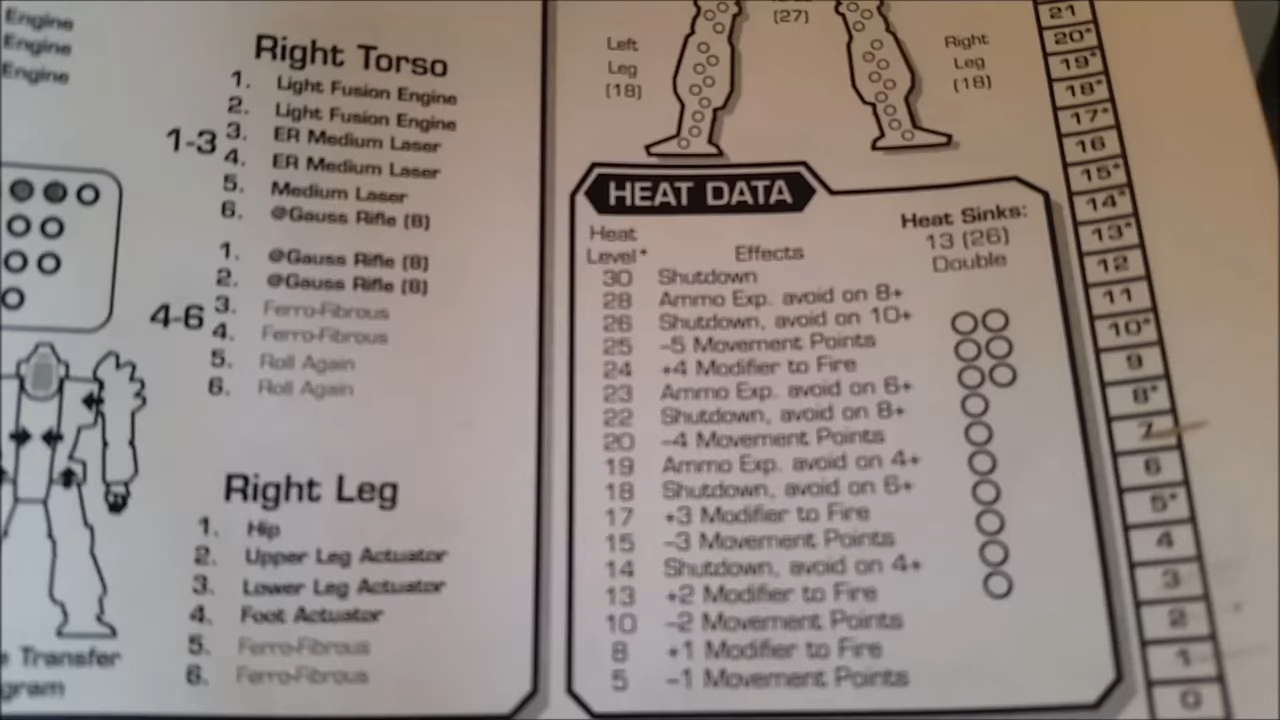 Engine
Engine
Engine
Right Torso
1. Light Fusion Engine
2. Light Fusion Engine
1-3 3. ER Medium Laser
4. ER Medium Laser
5. Medium Laser
6. @Gauss Rifle (8)
1. @Gauss Rifle (8)
2. @Gauss Rifle (8)
4-6 3. Ferro-Fibrous
4. Ferro-Fibrous
5. Roll Again
6. Roll Again
Right Leg
1. Hip
2. Upper Leg Actuator
3. Lower Leg Actuator
4. Foot Actuator
5. Ferro-Fibrous
6. Ferro-Fibrous
Transfer
gram
(27)
Left
Leg
(18)
Right
Leg
(18)
HEAT DATA
Heat
Level*
Effects
Heat Sinks:
13 (26)
Double
30 Shutdown
28 Ammo Exp. avoid on 8+
26 Shutdown, avoid on 10+
25 -5 Movement Points
24 +4 Modifier to Fire
23 Ammo Exp. avoid on 6+
22 Shutdown, avoid on 8+
20 -4 Movement Points
19 Ammo Exp. avoid on 4+
18 Shutdown, avoid on 6+
17 +3 Modifier to Fire
15 -3 Movement Points
14 Shutdown, avoid on 4+
13 +2 Modifier to Fire
10 -2 Movement Points
8 +1 Modifier to Fire
5 -1 Movement Points
21
20*
19*
18*
17*
16
15*
14*
13*
12
11
10*
9
8*
7
6
5*
4
3
2
1
0